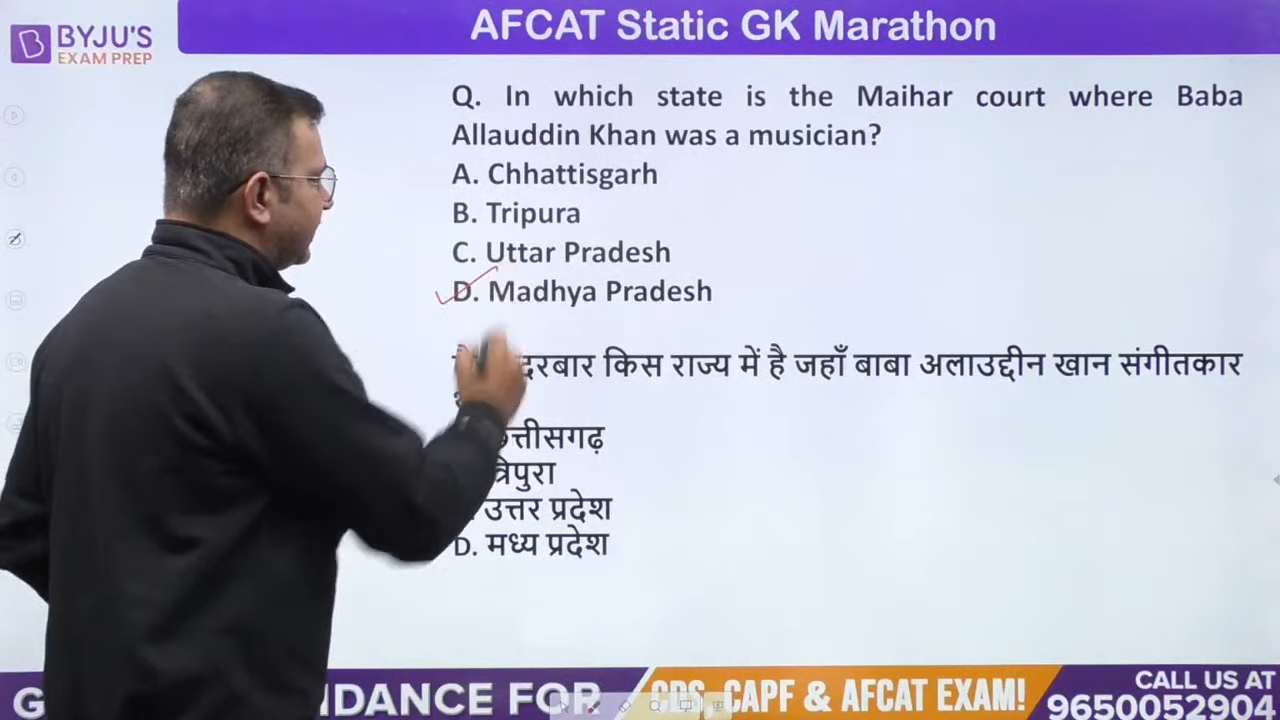 BYJU'S
EXAM PREP
AFCAT Static GK Marathon
Q. In which state is the Maihar court where Baba
Allauddin Khan was a musician?
A. Chhattisgarh
B. Tripura
C. Uttar Pradesh
D. Madhya Pradesh
दरबार किस राज्य में है जहाँ बाबा अलाउद्दीन खान संगीतकार
त्रिपुरा
उत्तर प्रदेश
D. मध्य प्रदेश
FOR
CDS, CAPF & AFCAT EXAM!
CALL US AT
9650052904